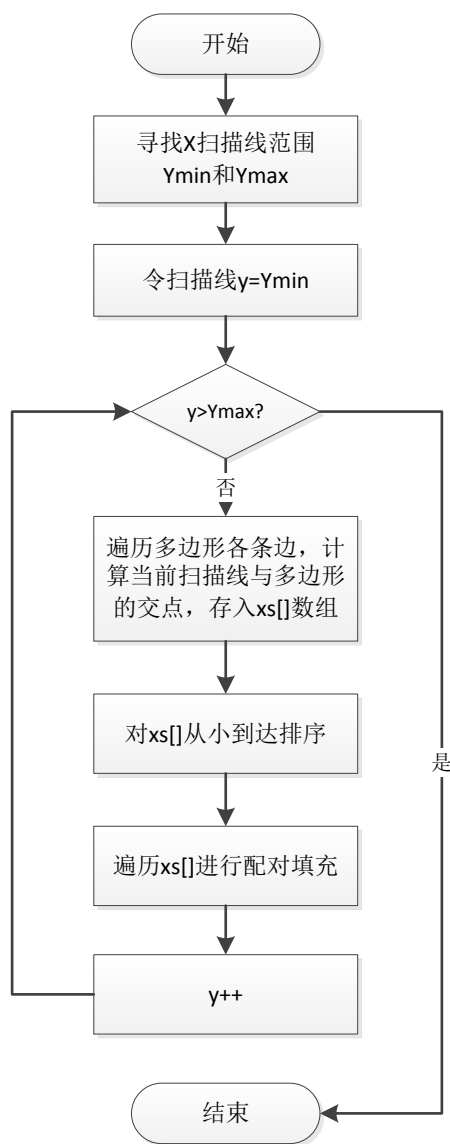 开始
寻找X扫描线范围
Ymin和Ymax
令扫描线y=Ymin
y>Ymax?
否
遍历多边形各条边，计
算当前扫描线与多边形
的交点，存入xs[]数组
对xs[]从小到达排序
是
遍历xs[]进行配对填充
y++
结束